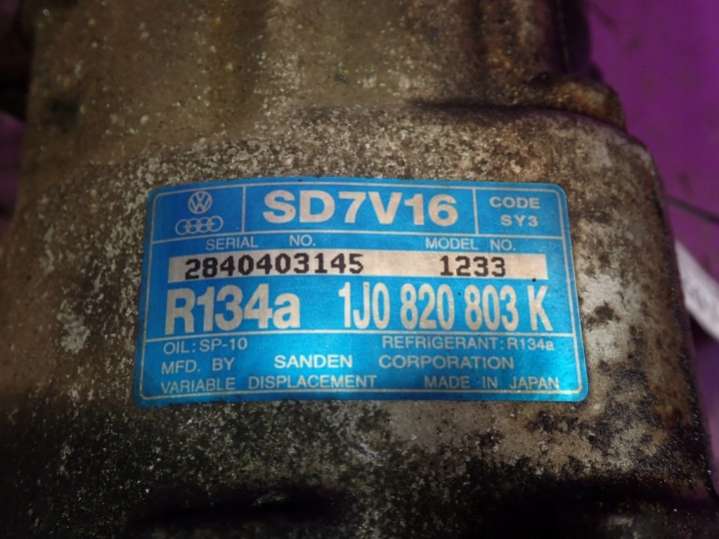 SD7V16
CODE
SY3
SERIAL NO. MODEL NO.
2840403145 1233
R134a 1J0 820 803 K
OIL: SP-10 REFRIGERANT: R134a
MFD. BY SANDEN CORPORATION
VARIABLE DISPLACEMENT MADE IN JAPAN